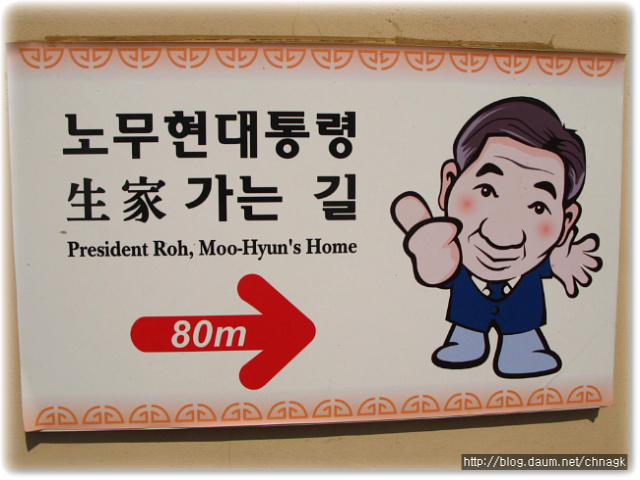 노무현대통령
生家 가는 길
President Roh, Moo-Hyun's Home
80m
http://blog.daum.net/chnagk